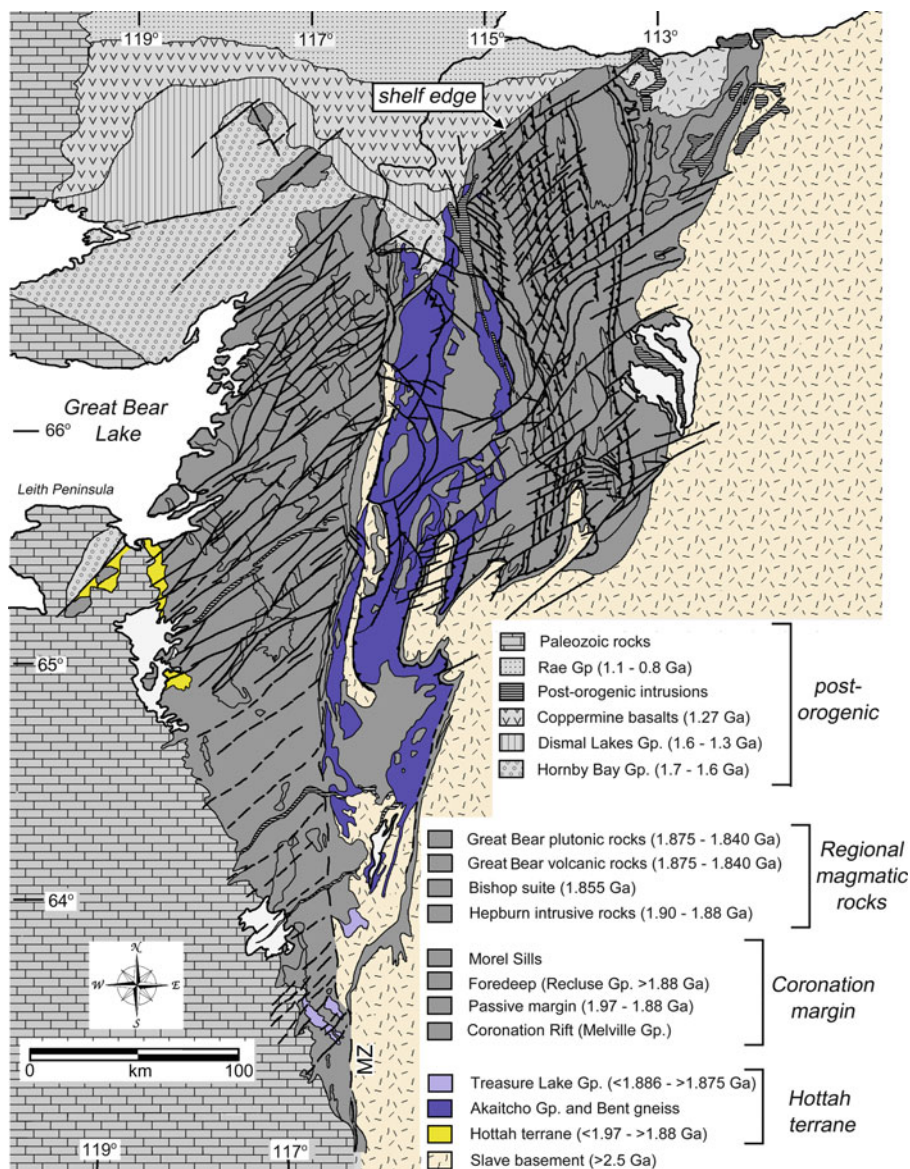 119°
117°
115°
113°
shelf edge
Great Bear
Lake
66°
Leith Peninsula
65°
64°
N
W E
S
0 100
km
MZ
119°
117°
Paleozoic rocks
Rae Gp (1.1 - 0.8 Ga)
Post-orogenic intrusions
Coppermine basalts (1.27 Ga)
Dismal Lakes Gp. (1.6 - 1.3 Ga)
Hornby Bay Gp. (1.7 - 1.6 Ga)
post-
orogenic
Great Bear plutonic rocks (1.875 - 1.840 Ga)
Great Bear volcanic rocks (1.875 - 1.840 Ga)
Bishop suite (1.855 Ga)
Hepburn intrusive rocks (1.90 - 1.88 Ga)
Regional
magmatic
rocks
Morel Sills
Foredeep (Recluse Gp. >1.88 Ga)
Passive margin (1.97 - 1.88 Ga)
Coronation Rift (Melville Gp.)
Coronation
margin
Treasure Lake Gp. (<1.886 - >1.875 Ga)
Akaitcho Gp. and Bent gneiss
Hottah terrane (<1.97 - >1.88 Ga)
Slave basement (>2.5 Ga)
Hottah
terrane